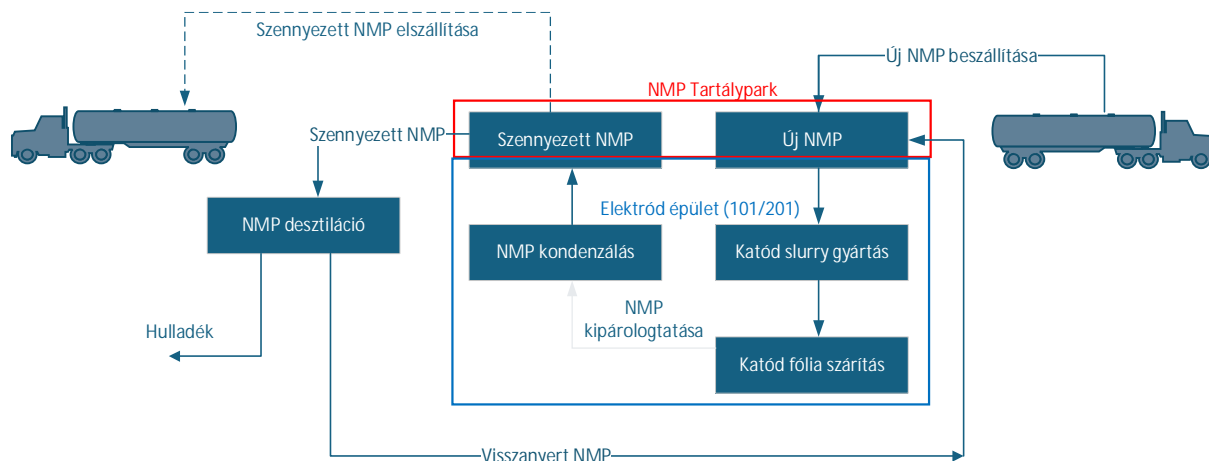 Szennyezett NMP elszállítása
Új NMP beszállítása
NMP Tartálypark
Szennyezett NMP
Szennyezett NMP
Új NMP
Elektród épület (101/201)
NMP desztiláció
NMP kondenzálás
Katód slurry gyártás
NMP
kipárologtatása
Hulladék
Katód fólia szárítás
Visszanyert NMP